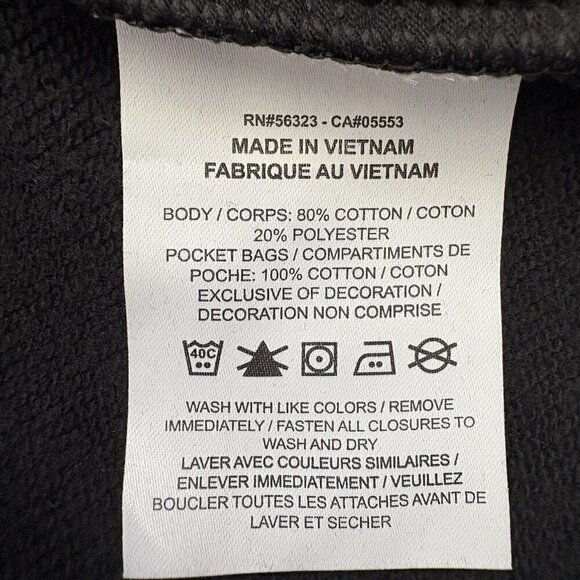 RN#56323 - CA#05553
MADE IN VIETNAM
FABRIQUE AU VIETNAM
BODY / CORPS: 80% COTTON / COTON
20% POLYESTER
POCKET BAGS / COMPARTIMENTS DE
POCHE: 100% COTTON / COTON
EXCLUSIVE OF DECORATION /
DECORATION NON COMPRISE
40C
WASH WITH LIKE COLORS / REMOVE
IMMEDIATELY / FASTEN ALL CLOSURES TO
WASH AND DRY
LAVER AVEC COULEURS SIMILAIRES /
ENLEVER IMMEDIATEMENT / VEUILLEZ
BOUCLER TOUTES LES ATTACHES AVANT DE
LAVER ET SECHER